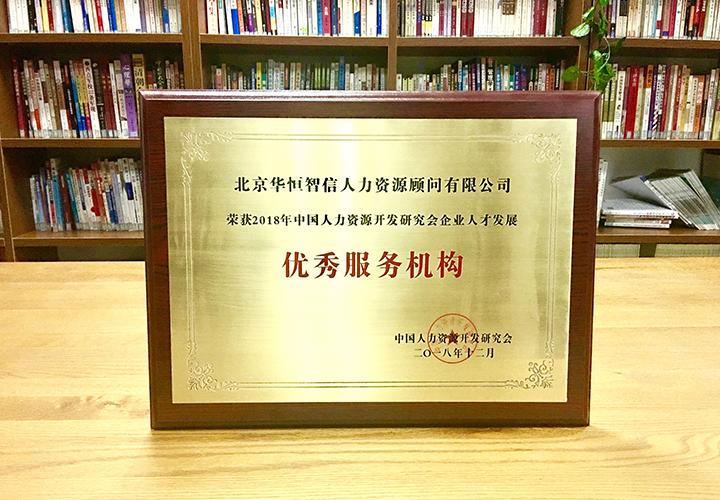 北京华恒智信人力资源顾问有限公司
荣获2018年中国人力资源开发研究会企业人才发展
优秀服务机构
中国人力资源开发研究会
二〇一八年十二月